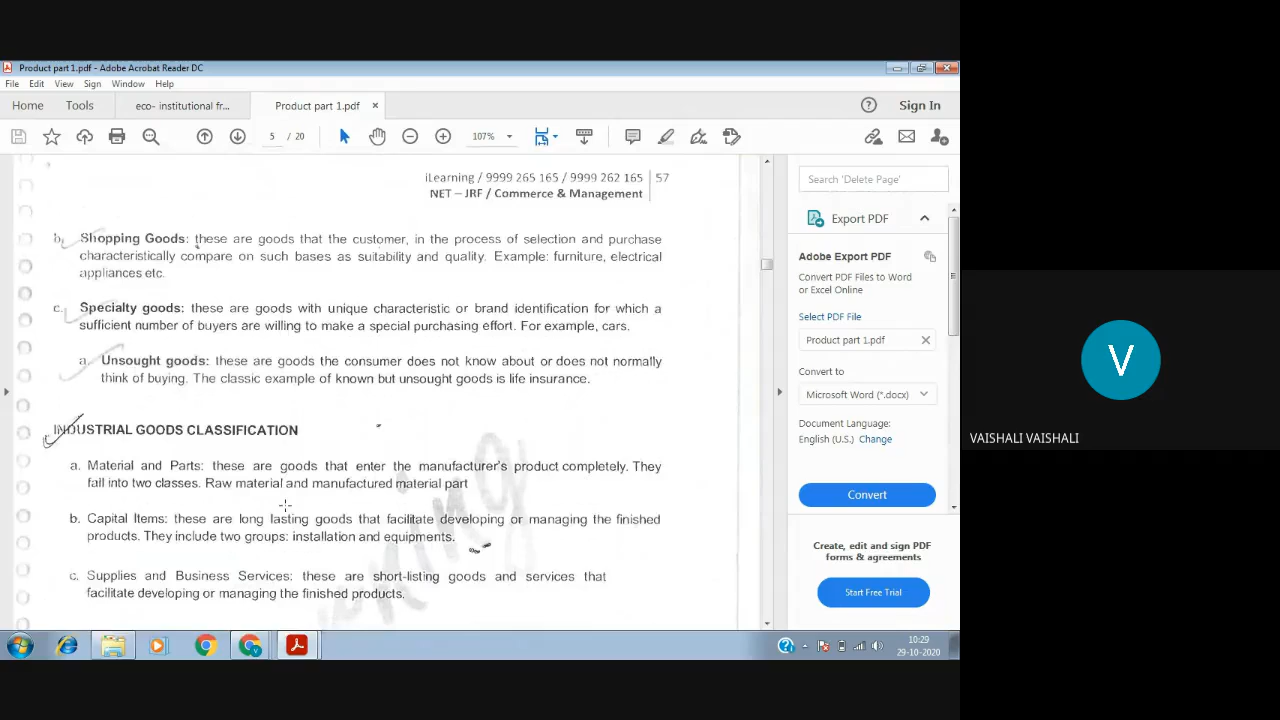 Product part 1.pdf - Adobe Acrobat Reader DC
File Edit View Sign Window Help
Home Tools eco- institutional fr... Product part 1.pdf × Sign In
5 / 20 107%
Search 'Delete Page'
Export PDF
Adobe Export PDF
Convert PDF Files to Word
or Excel Online
Select PDF File
Product part 1.pdf
Convert to
Microsoft Word (*.docx)
Document Language:
English (U.S.) Change
Convert
Create, edit and sign PDF
forms & agreements
Start Free Trial
iLearning / 9999 265 165 / 9999 262 165 57
NET – JRF / Commerce & Management
b. Shopping Goods: these are goods that the customer, in the process of selection and purchase
characteristically compare on such bases as suitability and quality. Example: furniture, electrical
appliances etc.
c. Specialty goods: these are goods with unique characteristic or brand identification for which a
sufficient number of buyers are willing to make a special purchasing effort. For example, cars.
a. Unsought goods: these are goods the consumer does not know about or does not normally
think of buying. The classic example of known but unsought goods is life insurance.
INDUSTRIAL GOODS CLASSIFICATION
a. Material and Parts: these are goods that enter the manufacturer's product completely. They
fall into two classes. Raw material and manufactured material part
b. Capital Items: these are long lasting goods that facilitate developing or managing the finished
products. They include two groups: installation and equipments.
c. Supplies and Business Services: these are short-listing goods and services that
facilitate developing or managing the finished products.
10:29
29-10-2020
V
VAISHALI VAISHALI